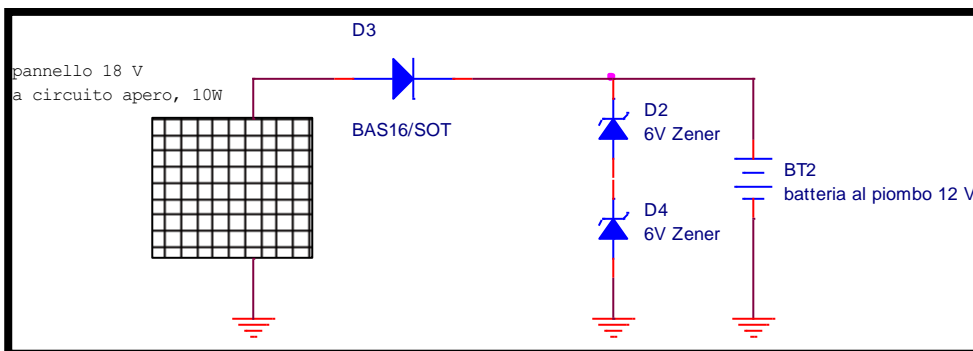 D3
pannello 18 V
a circuito apero, 10W
BAS16/SOT
D2
6V Zener
D4
6V Zener
BT2
batteria al piombo 12 V